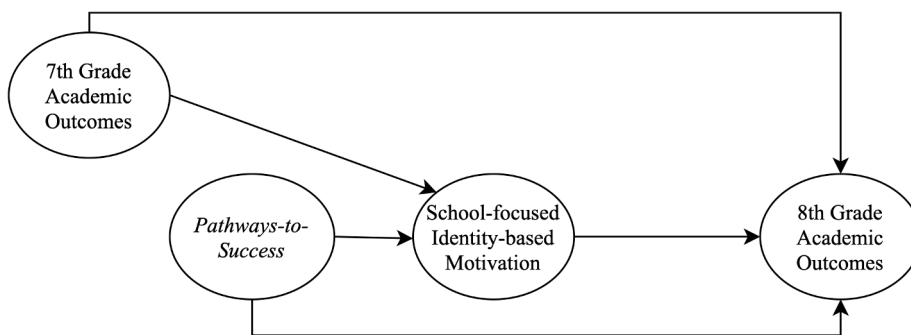 7th Grade
Academic
Outcomes
Pathways-to-
Success
School-focused
Identity-based
Motivation
8th Grade
Academic
Outcomes